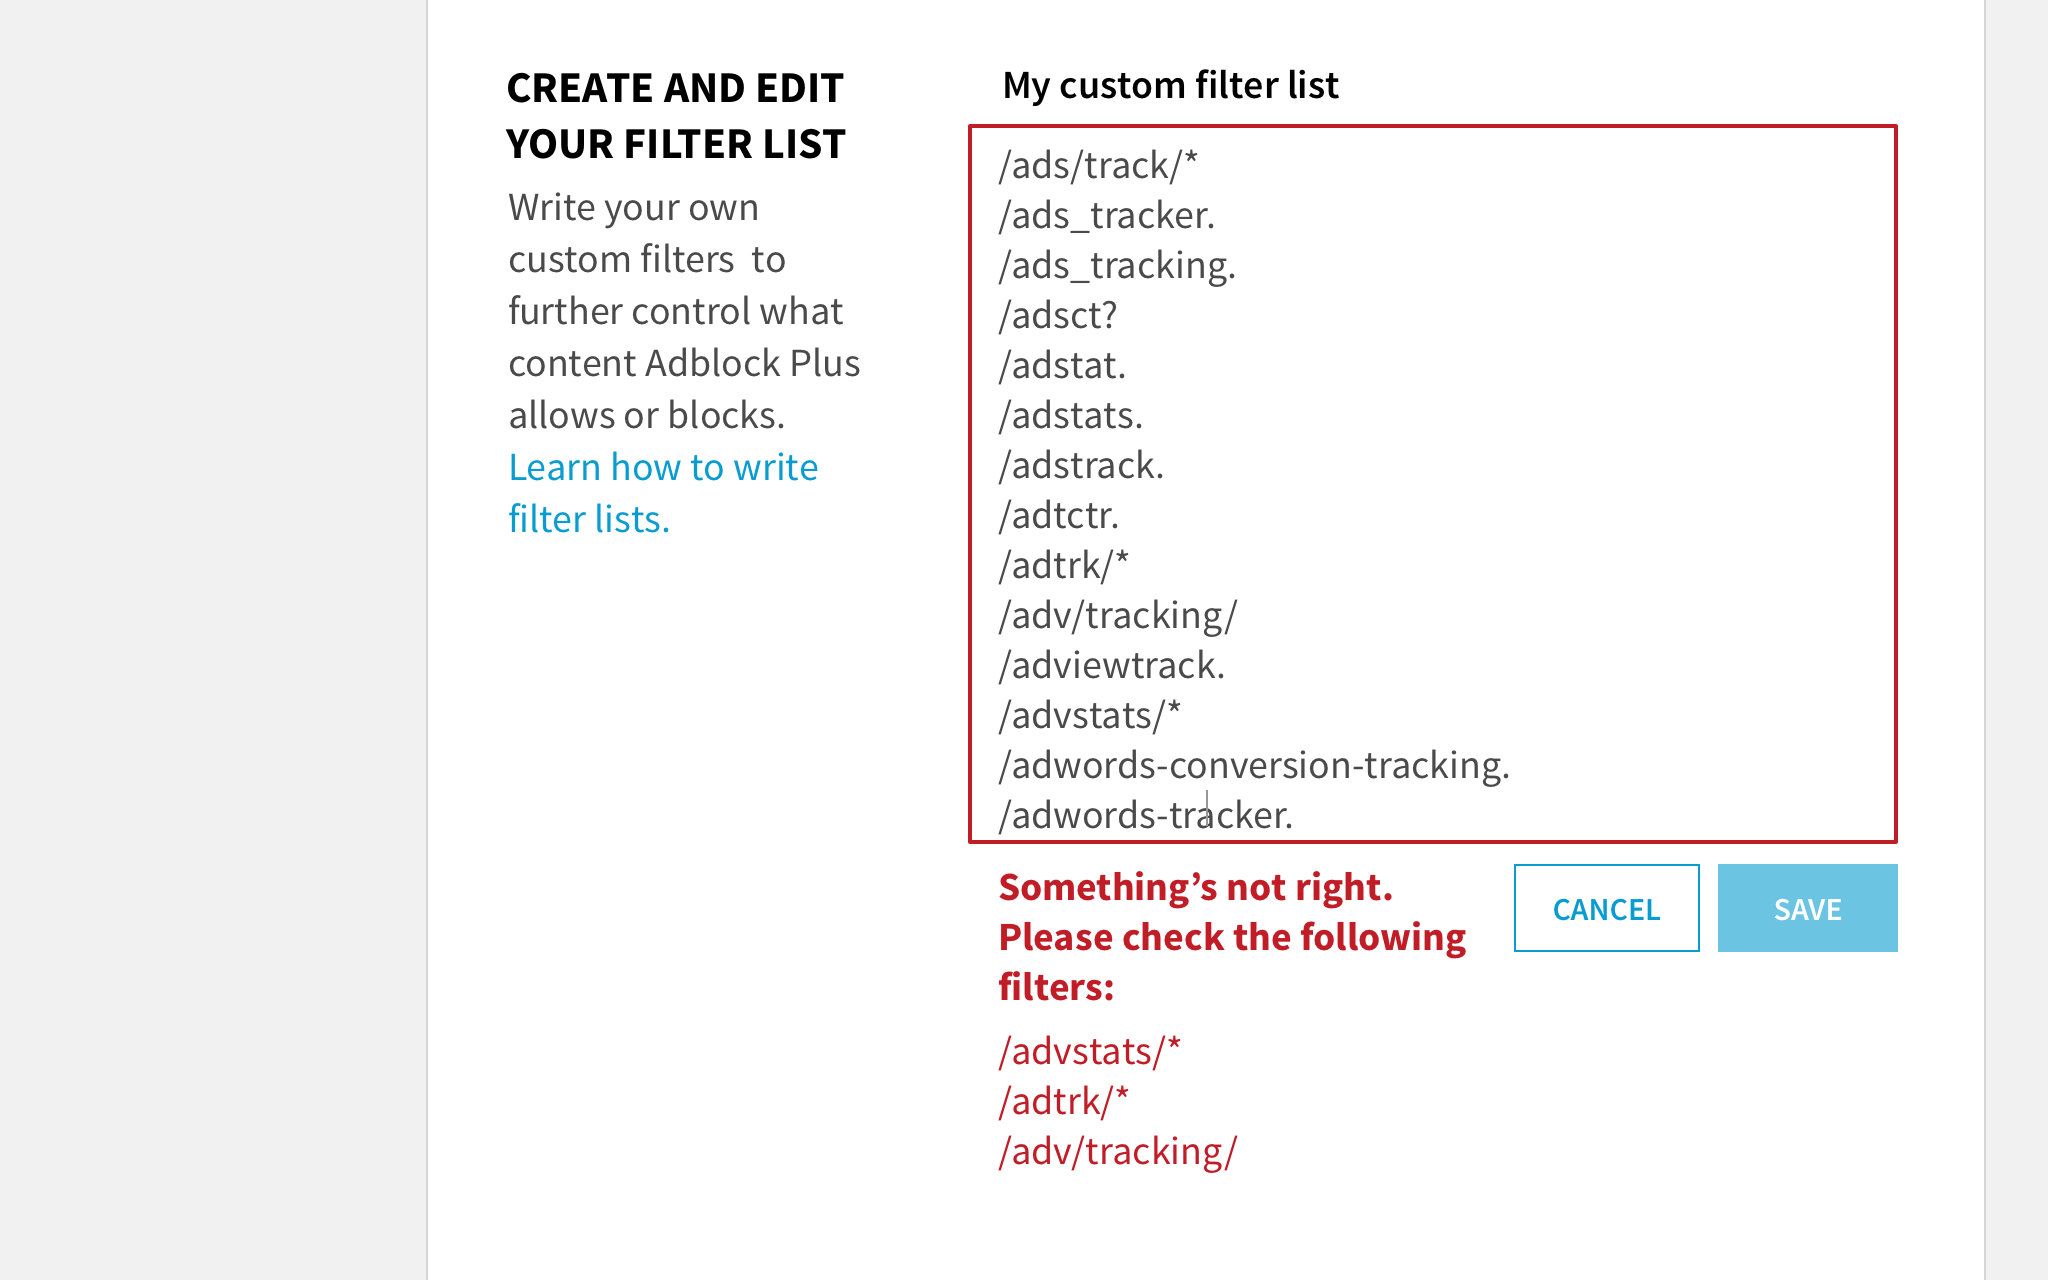 CREATE AND EDIT
YOUR FILTER LIST
Write your own
custom filters  to
further control what
content Adblock Plus
allows or blocks.
Learn how to write
filter lists.
My custom filter list
/ads/track/*
/ads_tracker.
/ads_tracking.
/adsct?
/adstat.
/adstats.
/adstrack.
/adtctr.
/adtrk/*
/adv/tracking/
/adviewtrack.
/advstats/*
/adwords-conversion-tracking.
/adwords-tracker.
Something’s not right.
Please check the following
filters:
/advstats/*
/adtrk/*
/adv/tracking/
CANCEL
SAVE